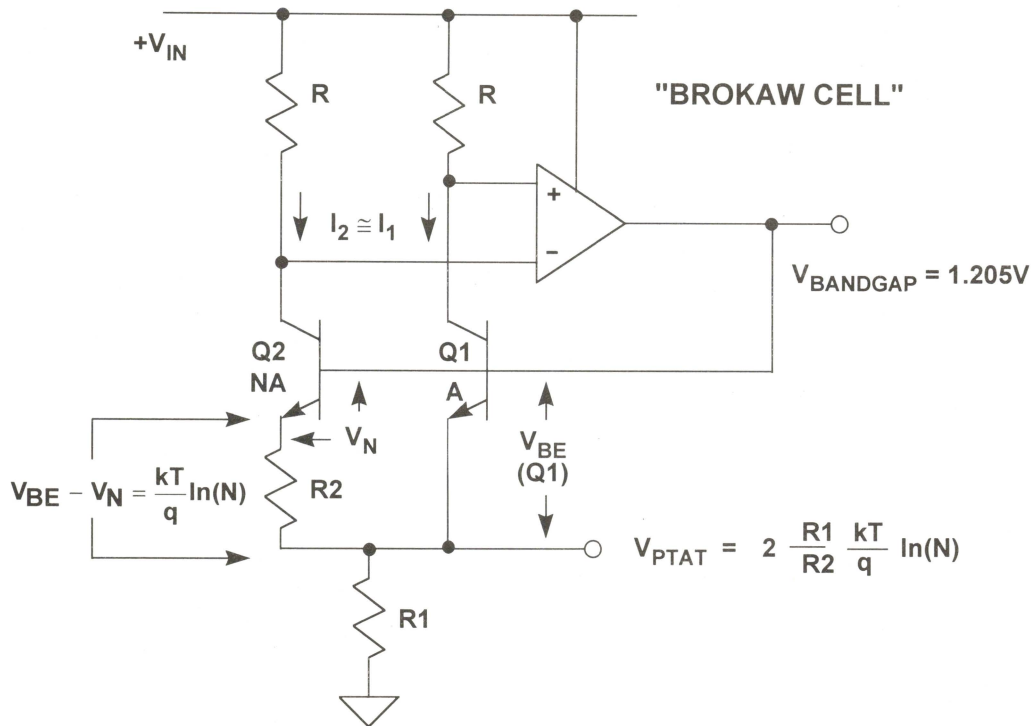 +V_IN
R
R
"BROKAW CELL"
+
I_2 ≅ I_1
−
V_BANDGAP = 1.205V
Q2
Q1
NA
A
V_N
V_BE
(Q1)
V_BE − V_N = kT/q ln(N)
R2
V_PTAT = 2 R1/R2 kT/q ln(N)
R1